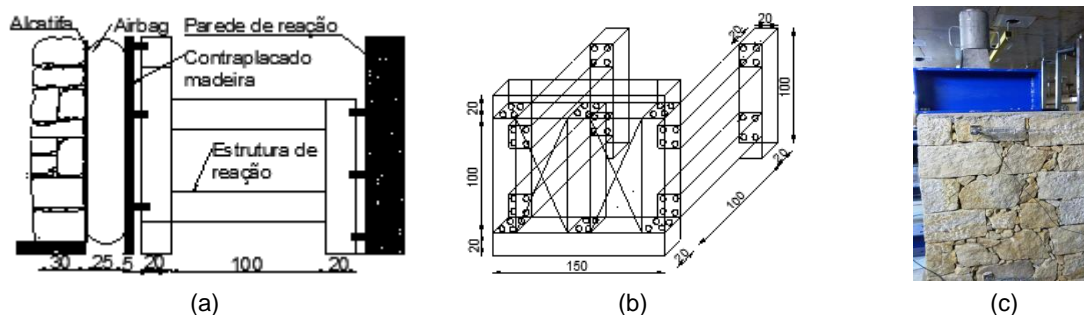 Alcatifa
Airbag
Parede de reação
Contraplacado
madeira
Estrutura de
reação
30 25 5 20 100 20
(a)
20
20
100
20
100
20
20
100
20
150
(b)
(c)